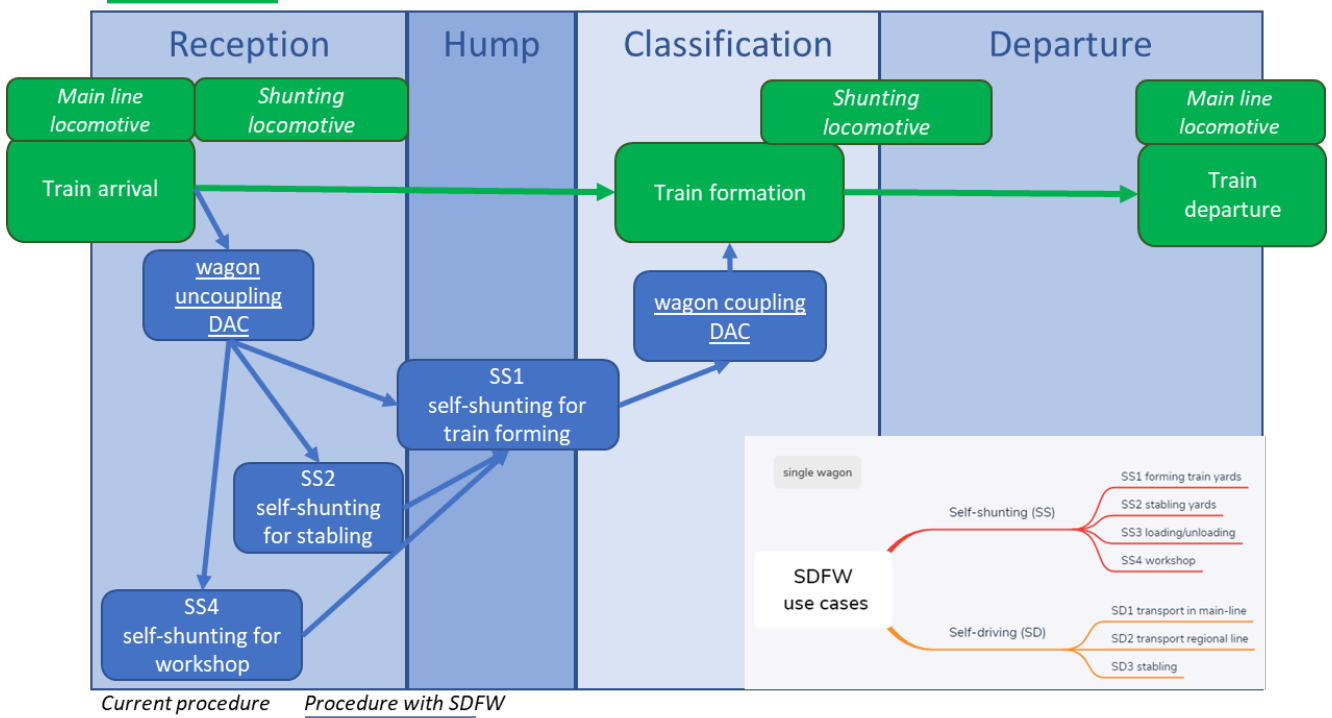 Reception
Hump
Classification
Departure
Main line
locomotive
Shunting
locomotive
Shunting
locomotive
Main line
locomotive
Train arrival
Train formation
Train
departure
wagon
uncoupling
DAC
wagon coupling
DAC
SS1
self-shunting for
train forming
SS2
self-shunting
for stabling
SS4
self-shunting for
workshop
single wagon
SDFW
use cases
Self-shunting (SS)
SS1 forming train yards
SS2 stabling yards
SS3 loading/unloading
SS4 workshop
Self-driving (SD)
SD1 transport in main-line
SD2 transport regional line
SD3 stabling
Current procedure
Procedure with SDFW